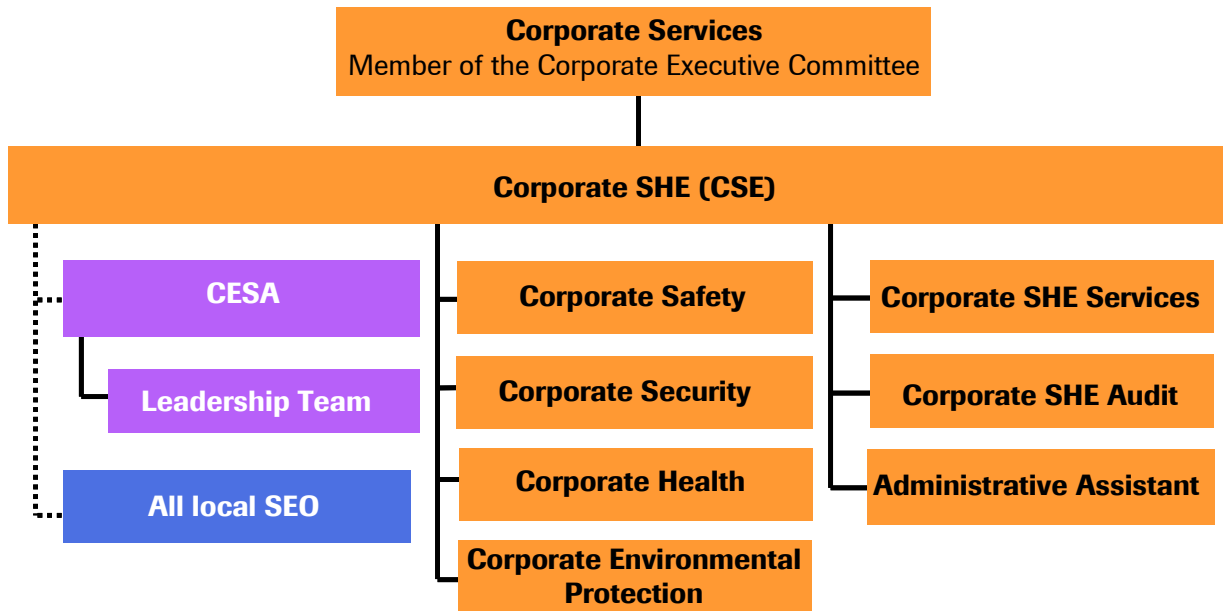 Corporate Services
Member of the Corporate Executive Committee
Corporate SHE (CSE)
CESA
Leadership Team
All local SEO
Corporate Safety
Corporate Security
Corporate Health
Corporate Environmental
Protection
Corporate SHE Services
Corporate SHE Audit
Administrative Assistant